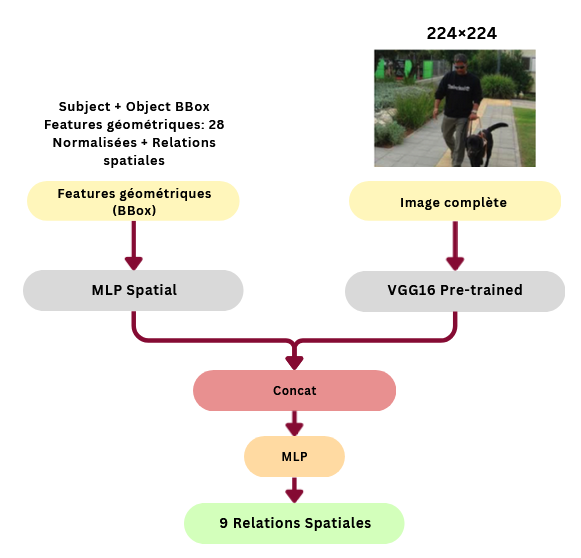 224×224
Subject + Object BBox
Features géométriques: 28
Normalisées + Relations
spatiales
Features géométriques
(BBox)
Image complète
MLP Spatial
VGG16 Pre-trained
Concat
MLP
9 Relations Spatiales